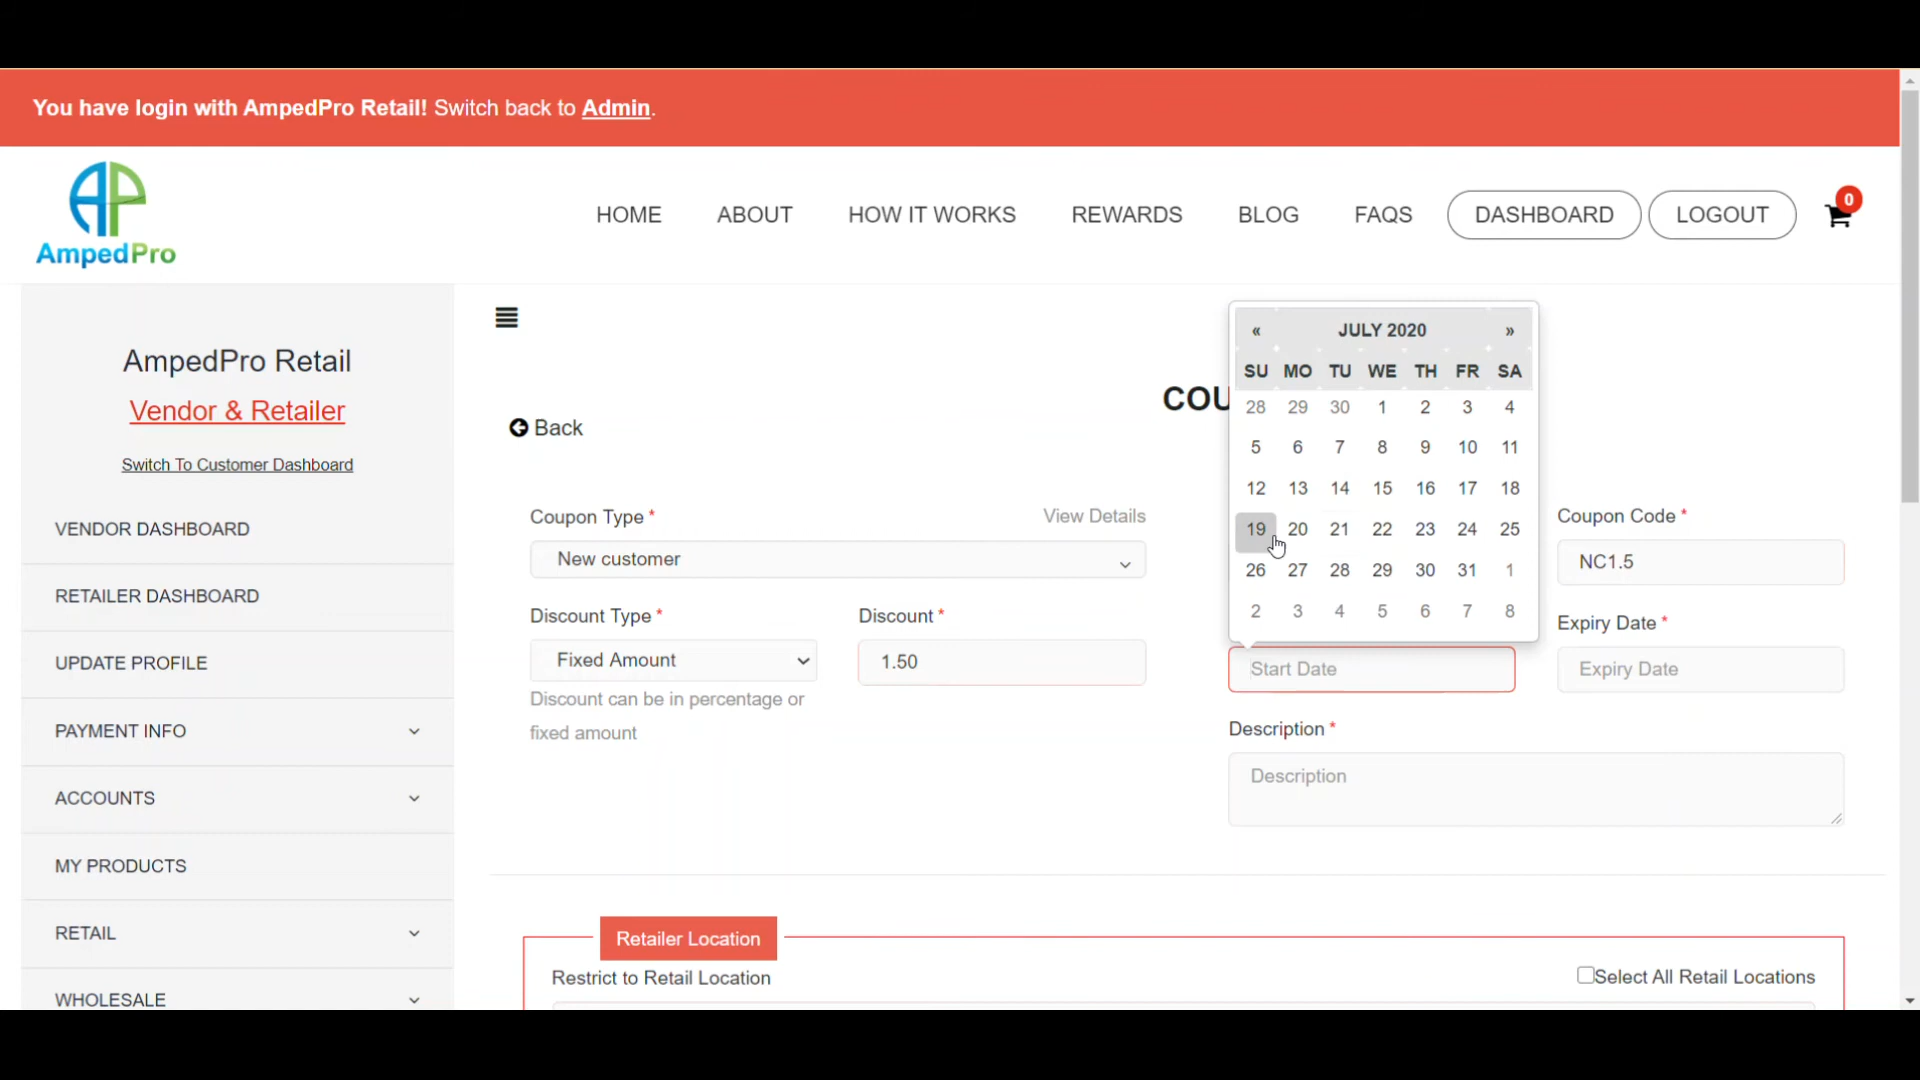 You have login with AmpedPro Retail! Switch back to Admin.
AmpedPro
HOME ABOUT HOW IT WORKS REWARDS BLOG FAQS DASHBOARD LOGOUT 0
AmpedPro Retail
Vendor & Retailer
Switch To Customer Dashboard
VENDOR DASHBOARD
RETAILER DASHBOARD
UPDATE PROFILE
PAYMENT INFO
ACCOUNTS
MY PRODUCTS
RETAIL
WHOLESALE
COU
Back
Coupon Type * View Details
New customer
Discount Type * Discount *
Fixed Amount 1.50
Discount can be in percentage or
fixed amount
« JULY 2020 »
SU MO TU WE TH FR SA
28 29 30 1 2 3 4
5 6 7 8 9 10 11
12 13 14 15 16 17 18
19 20 21 22 23 24 25
26 27 28 29 30 31 1
2 3 4 5 6 7 8
Coupon Code *
NC1.5
Expiry Date *
Start Date Expiry Date
Description *
Description
Retailer Location
Restrict to Retail Location Select All Retail Locations